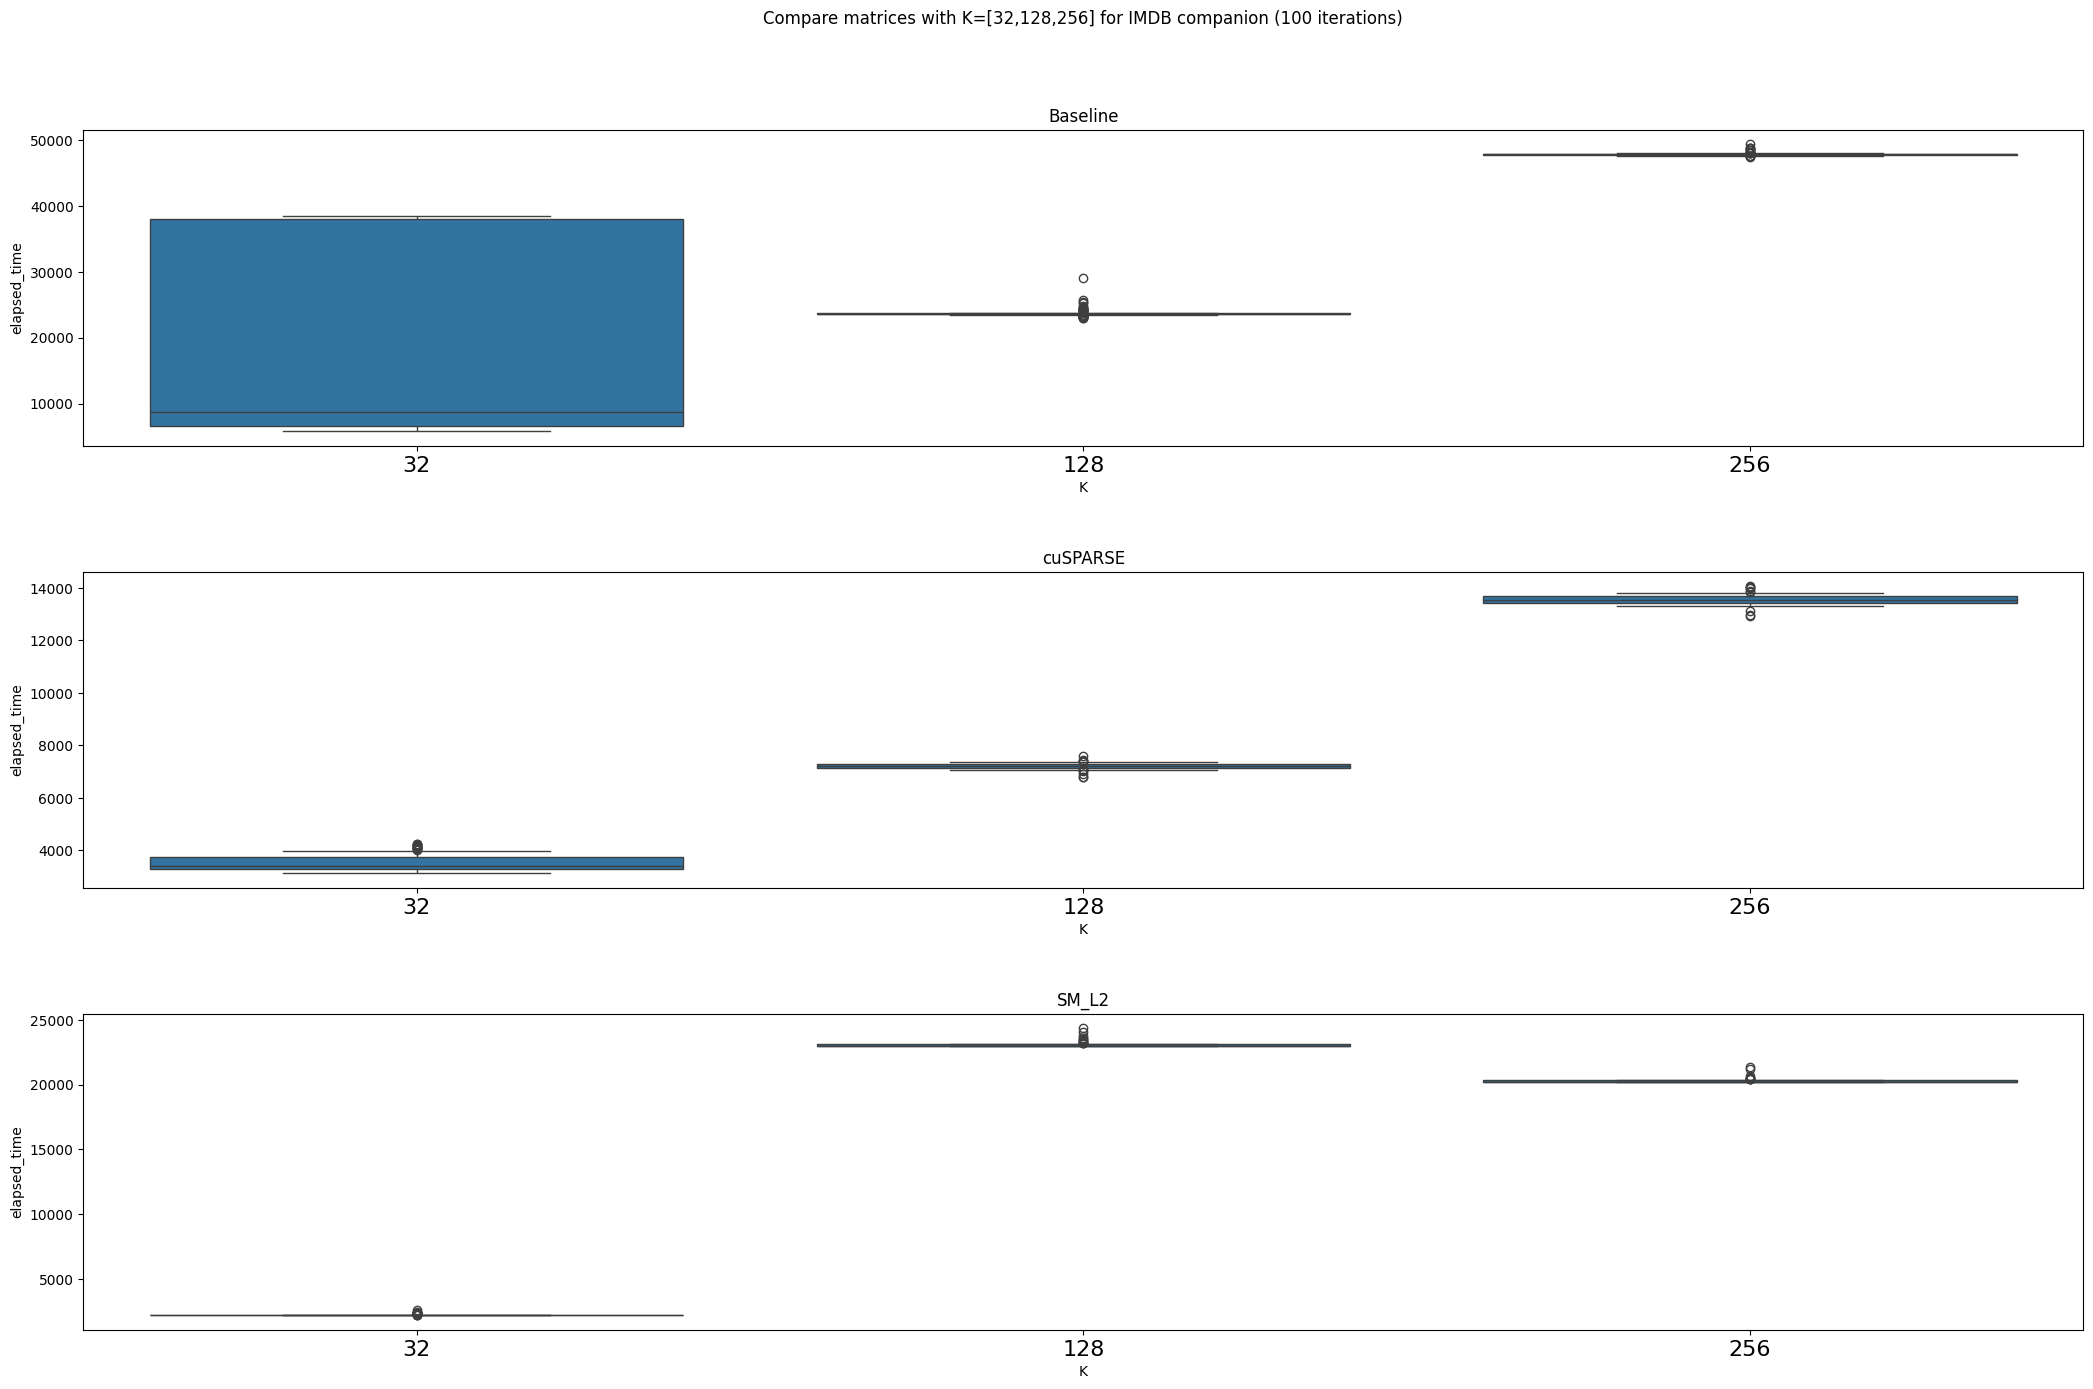 Compare matrices with K=[32,128,256] for IMDB companion (100 iterations)
Baseline
50000
40000
30000
20000
10000
elapsed_time
32 128 256
K
cuSPARSE
14000
12000
10000
8000
6000
4000
elapsed_time
32 128 256
K
SM_L2
25000
20000
15000
10000
5000
elapsed_time
32 128 256
K